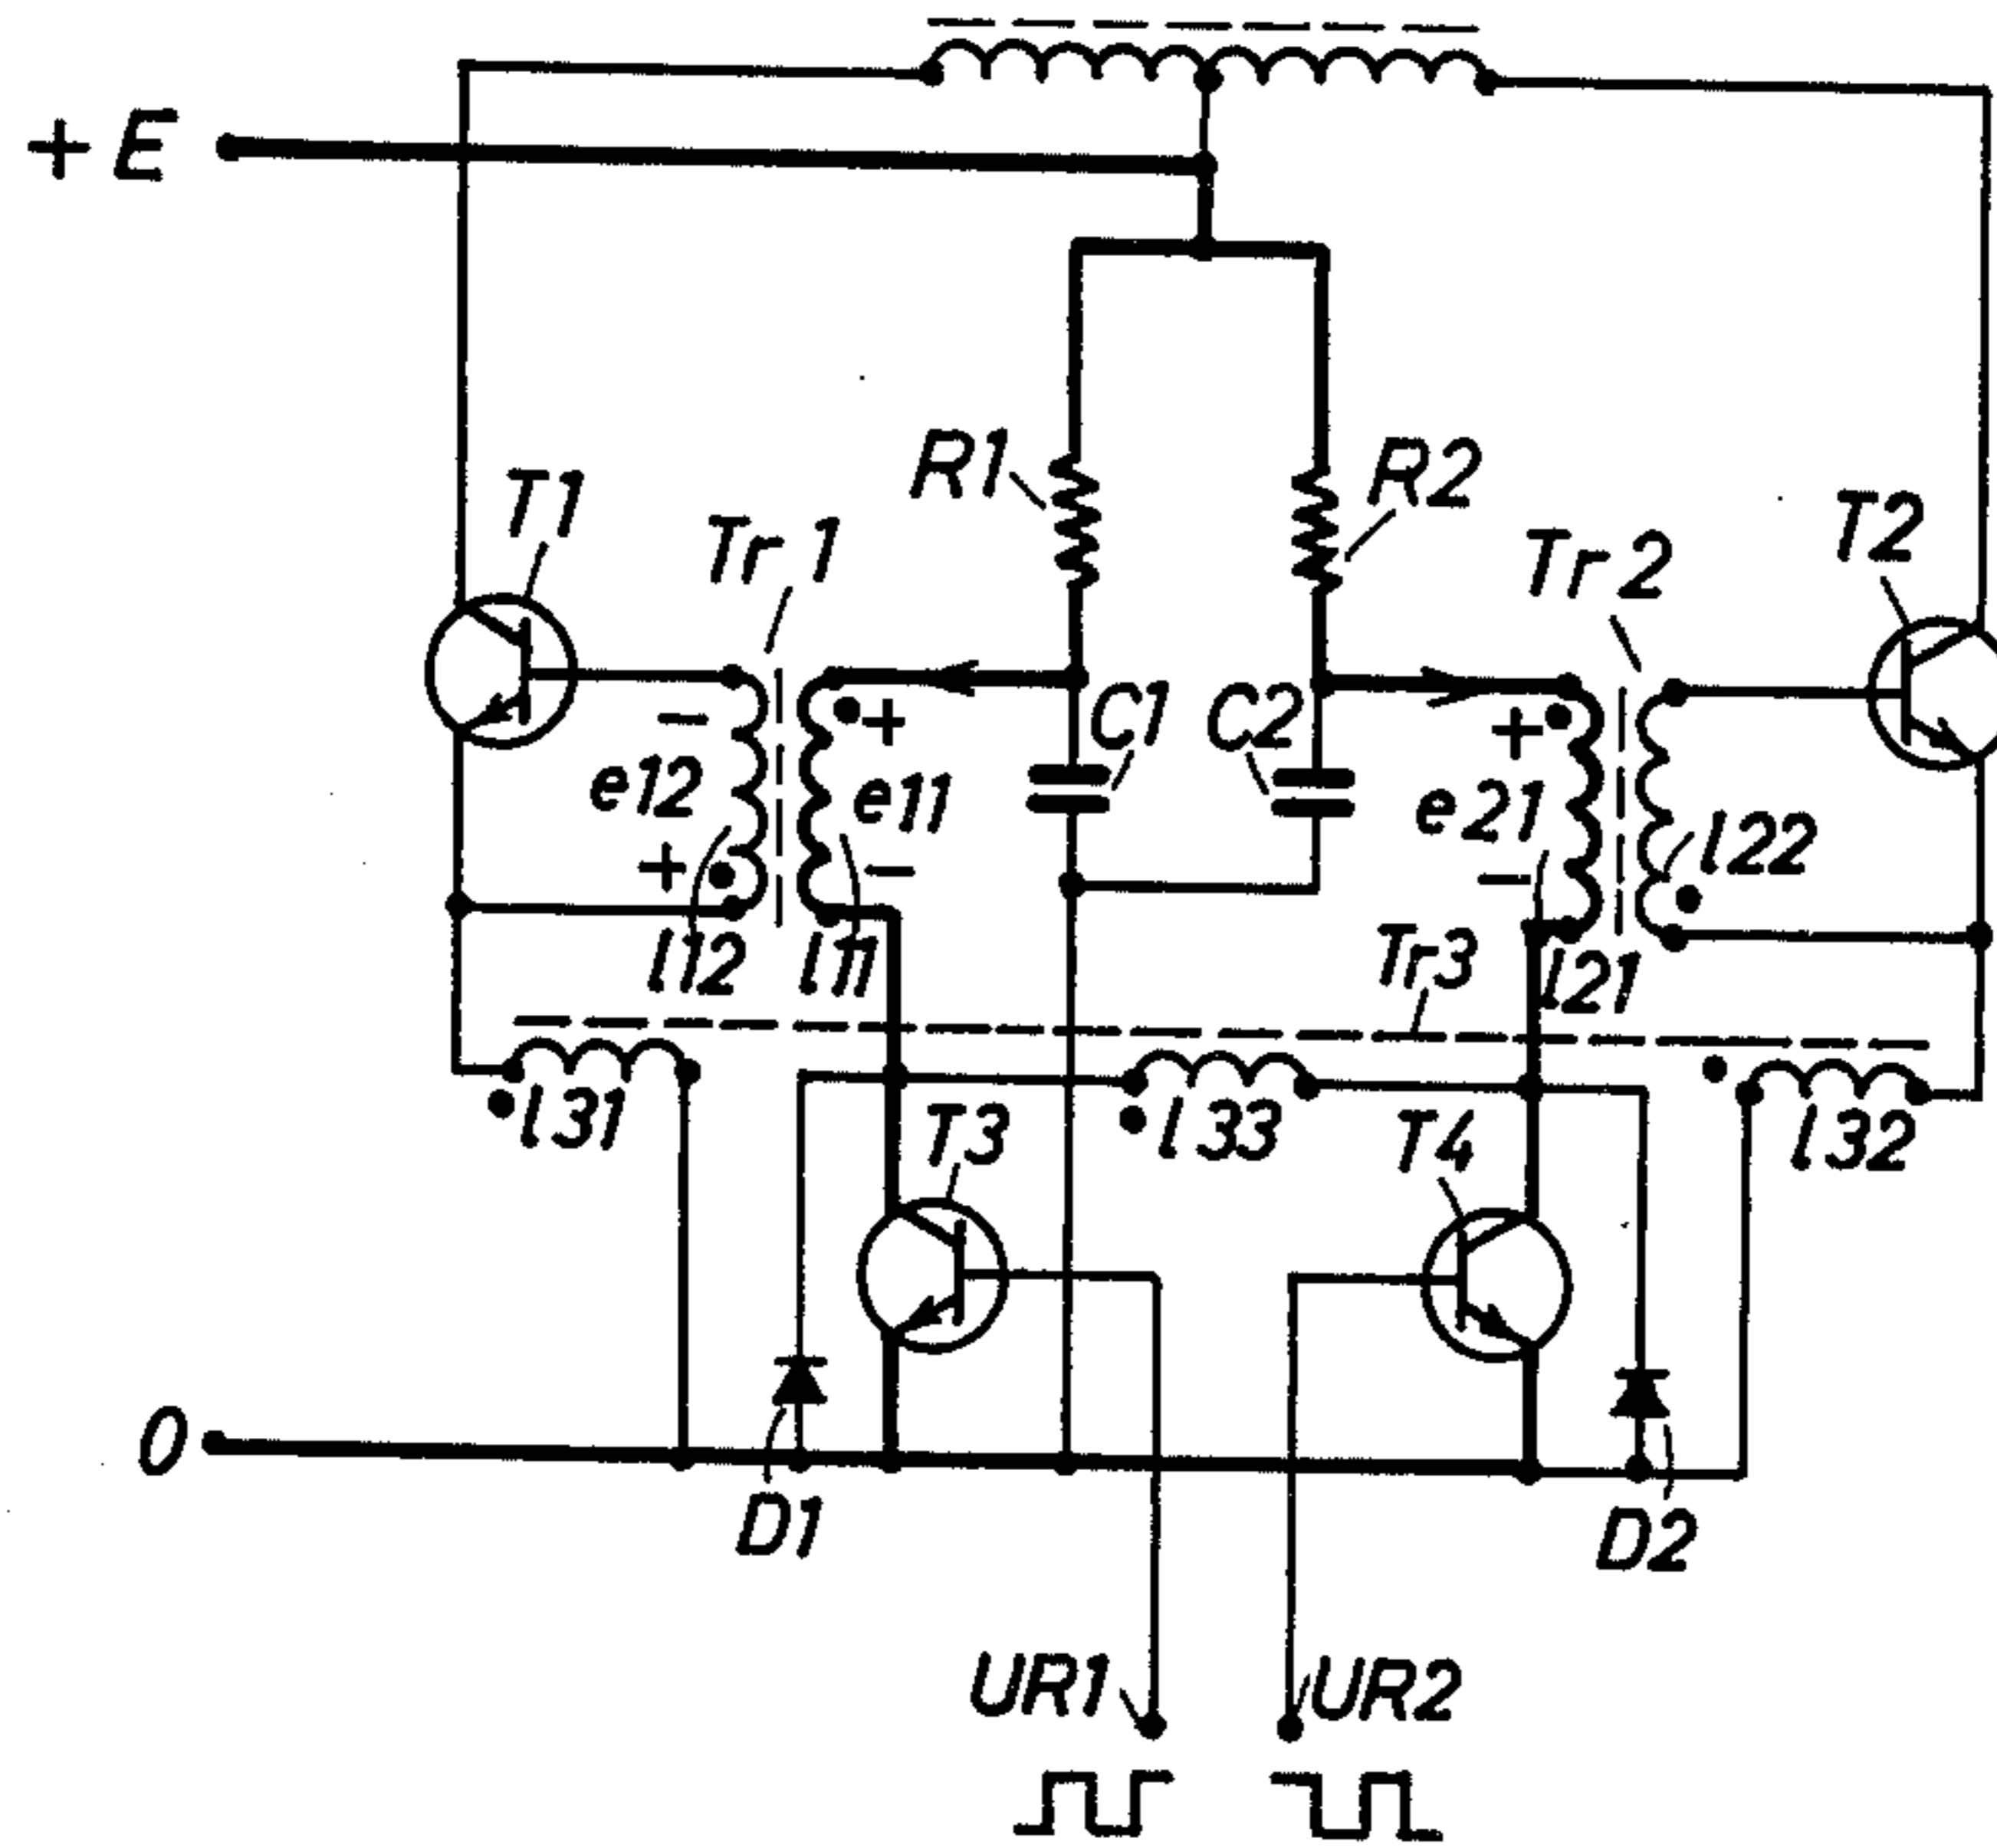 + E
R1
R2
T1
Tr 1
Tr 2
T2
C1
C2
-
+
+
e12
e11
e21
l22
+
-
-
l12
l11
Tr3
l21
l31
T3
l33
T4
l32
0
D1
D2
UR1
UR2